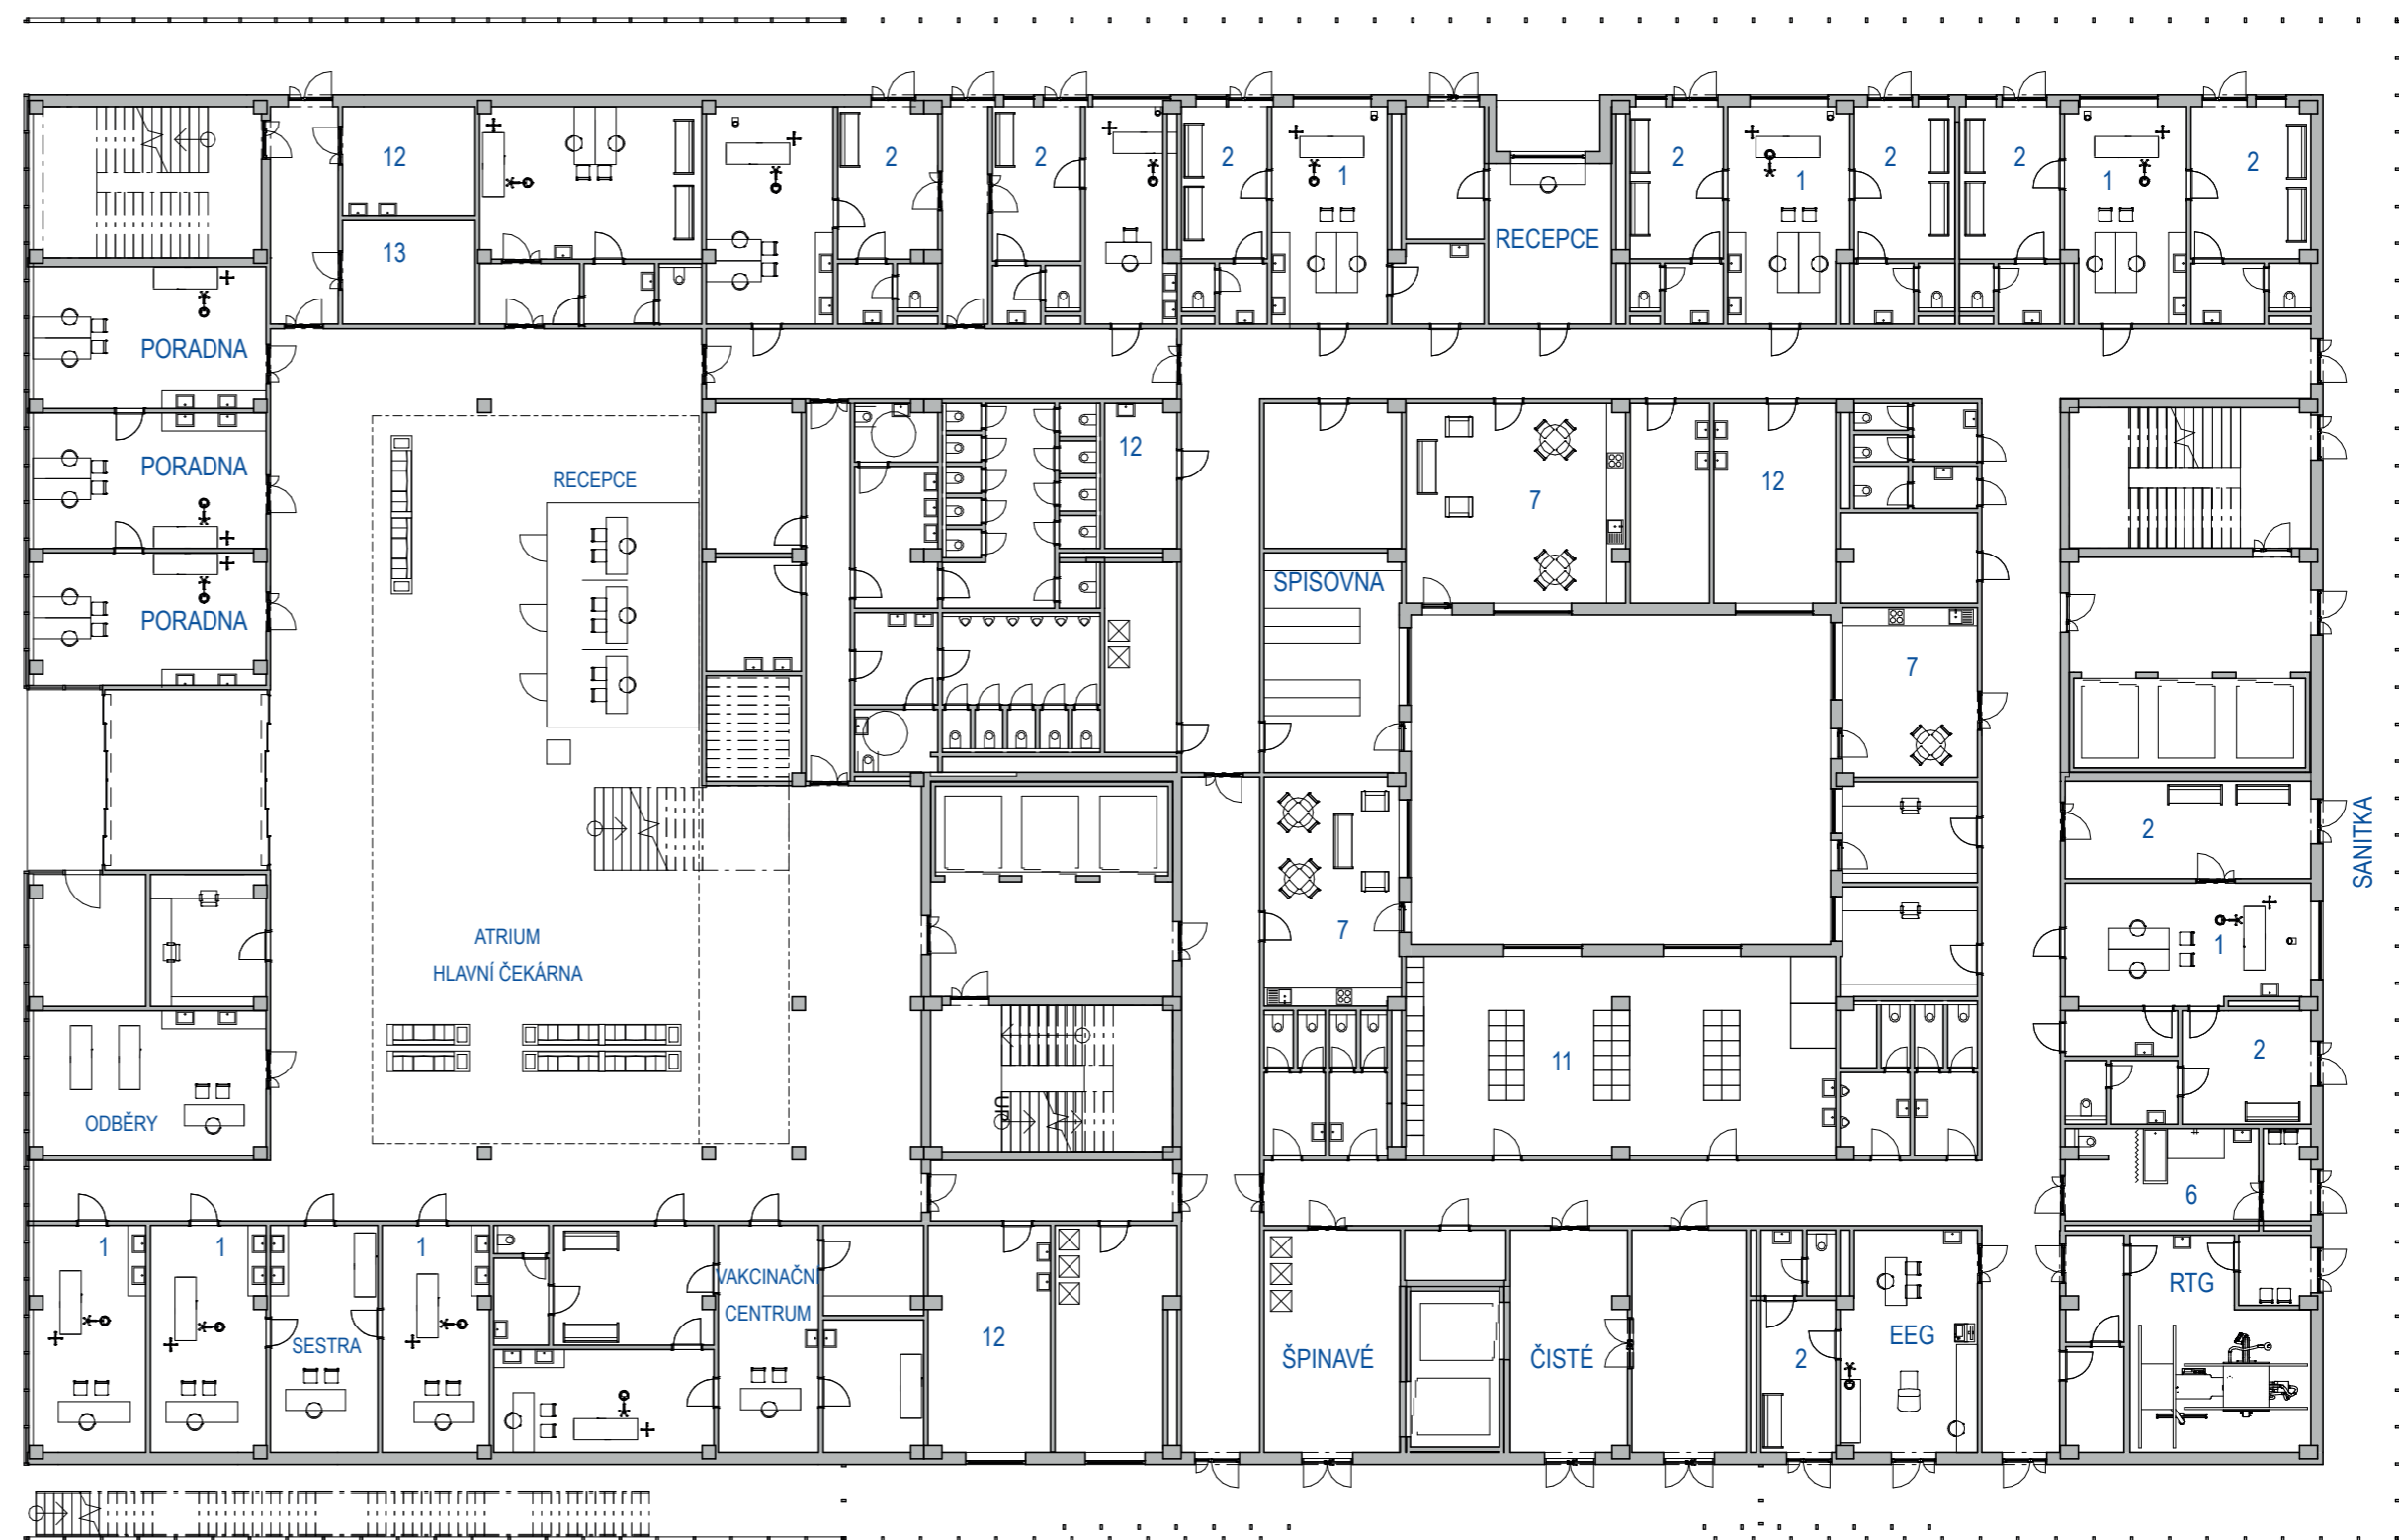 12
2
2
2
1
2
1
2
2
1
2
13
RECEPCE
PORADNA
PORADNA
RECEPCE
12
7
12
PORADNA
SPISOVNA
7
2
SANITKA
7
1
ATRIUM
HLAVNÍ ČEKÁRNA
11
2
ODBĚRY
UP
6
1
1
1
SESTRA
VAKCINAČNÍ
CENTRUM
12
ŠPINAVÉ
ČISTÉ
2
EEG
RTG